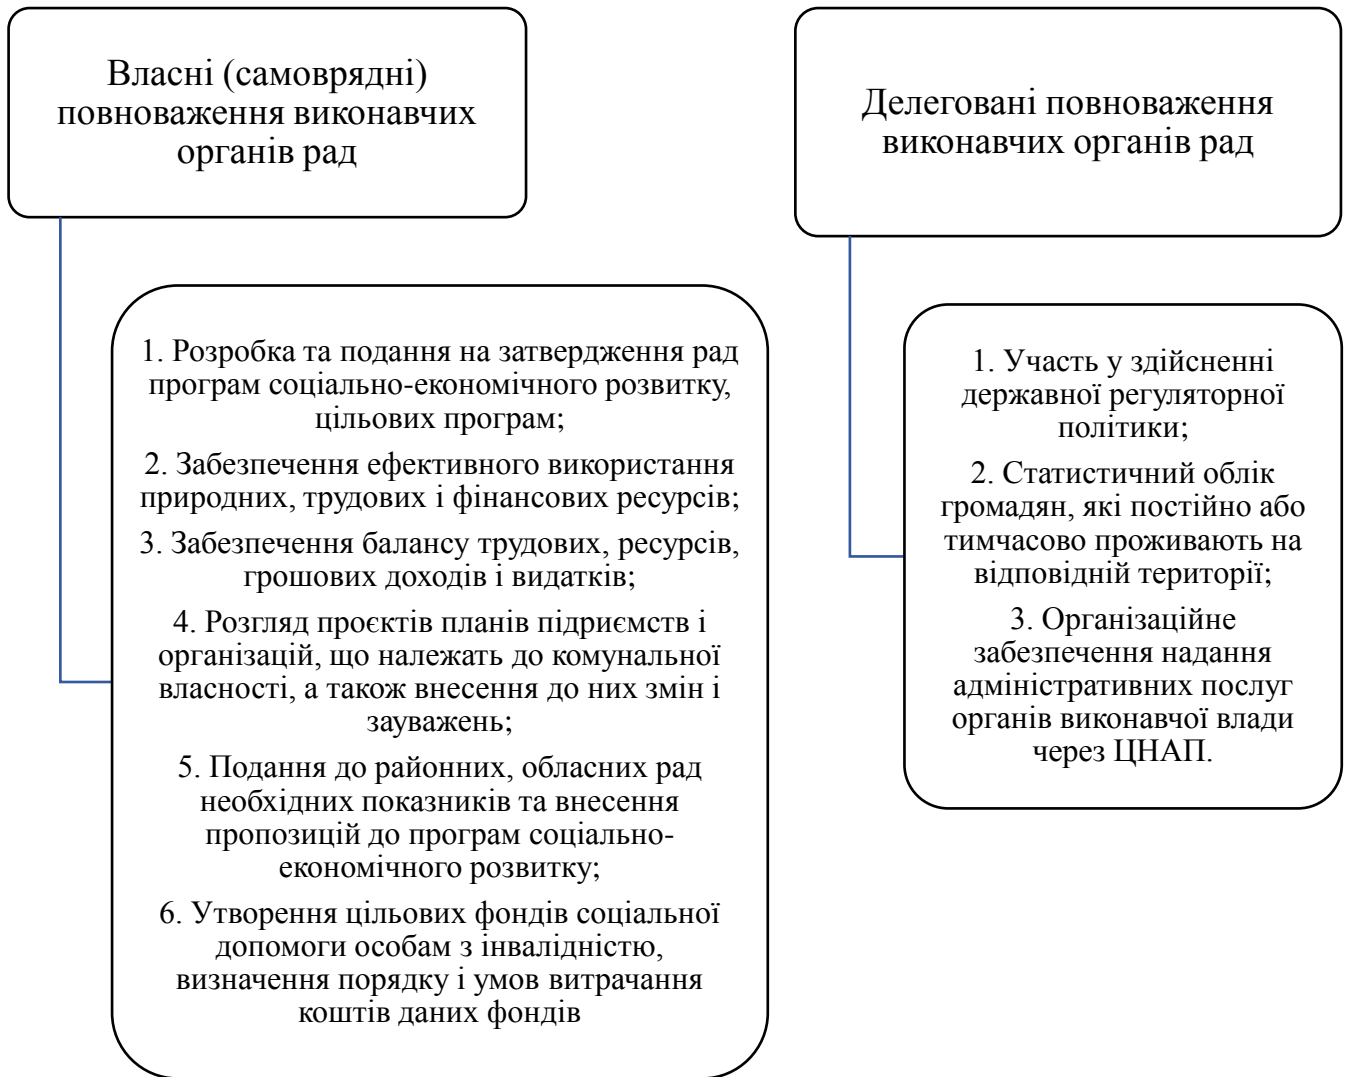 Власні (самоврядні)
повноваження виконавчих
органів рад
1. Розробка та подання на затвердження рад
програм соціально-економічного розвитку,
цільових програм;
2. Забезпечення ефективного використання
природних, трудових і фінансових ресурсів;
3. Забезпечення балансу трудових, ресурсів,
грошових доходів і видатків;
4. Розгляд проєктів планів підриємств і
організацій, що належать до комунальної
власності, а також внесення до них змін і
зауважень;
5. Подання до районних, обласних рад
необхідних показників та внесення
пропозицій до програм соціально-
економічного розвитку;
6. Утворення цільових фондів соціальної
допомоги особам з інвалідністю,
визначення порядку і умов витрачання
коштів даних фондів
Делеговані повноваження
виконавчих органів рад
1. Участь у здійсненні
державної регуляторної
політики;
2. Статистичний облік
громадян, які постійно або
тимчасово проживають на
відповідній території;
3. Організаційне
забезпечення надання
адміністративних послуг
органів виконавчої влади
через ЦНАП.